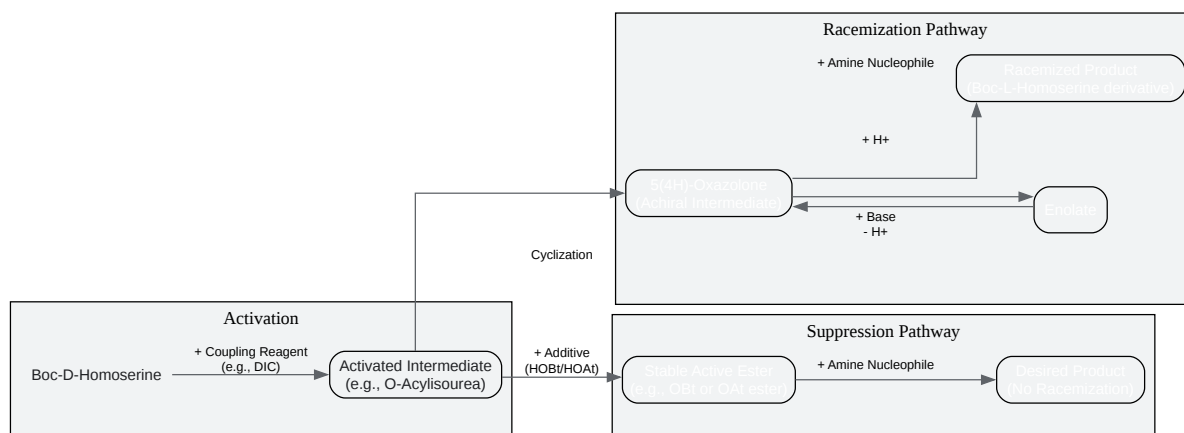 Racemization Pathway
+ Amine Nucleophile
Racemized Product
(Boc-L-Homoserine derivative)
+ H+
5(4H)-Oxazolone
(Achiral Intermediate)
Enolate
+ Base
- H+
Cyclization
Activation
Boc-D-Homoserine
+ Coupling Reagent
(e.g., DIC)
Activated Intermediate
(e.g., O-Acylisourea)
+ Additive
(HOBt/HOAt)
Suppression Pathway
Stable Active Ester
(e.g., OBt or OAt ester)
+ Amine Nucleophile
Desired Product
(No Racemization)